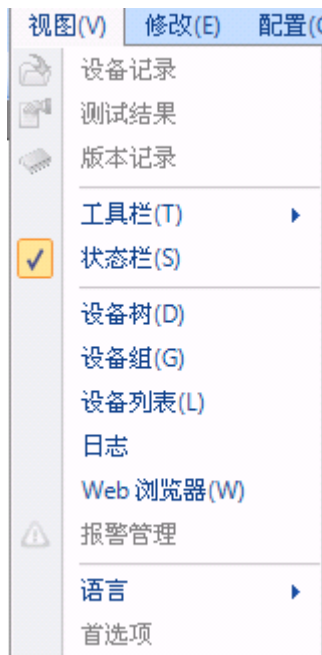 视图(V) 修改(E) 配置(
设备记录
测试结果
版本记录
工具栏(T)
状态栏(S)
设备树(D)
设备组(G)
设备列表(L)
日志
Web 浏览器(W)
报警管理
语言
首选项